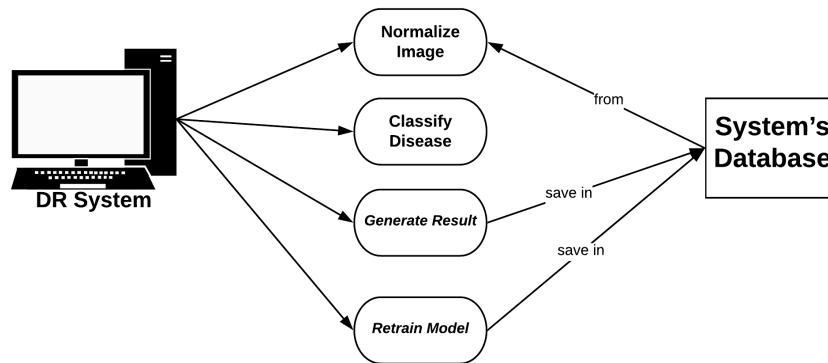 Normalize
Image
from
Classify
Disease
System's
Database
DR System
save in
Generate Result
save in
Retrain Model